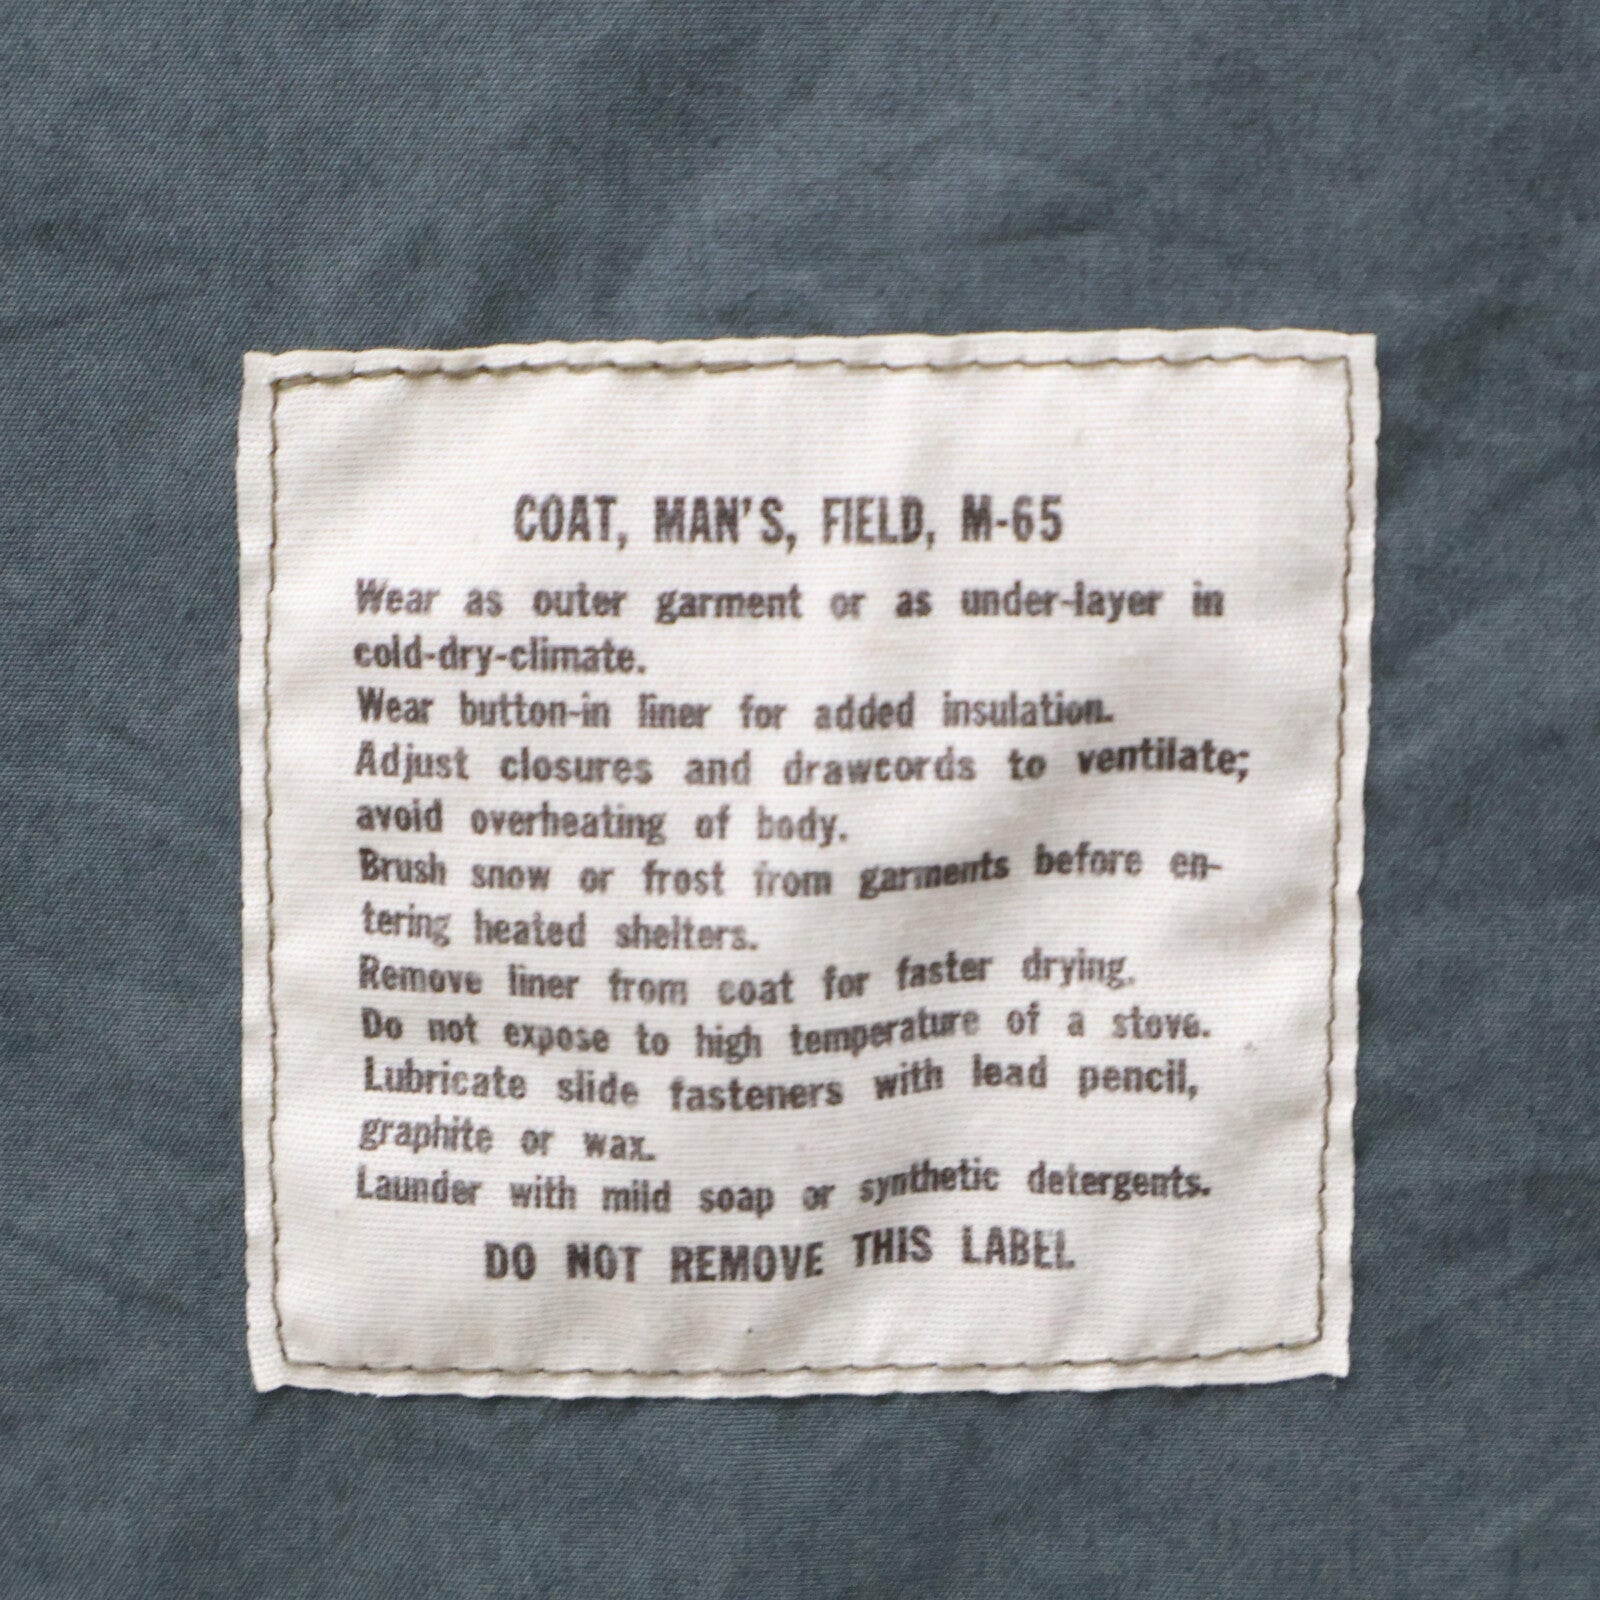 COAT, MAN'S, FIELD, M-65
Wear as outer garment or as under-layer in
cold-dry-climate.
Wear button-in liner for added insulation.
Adjust closures and drawcords to ventilate;
avoid overheating of body.
Brush snow or frost from garments before en-
tering heated shelters.
Remove liner from coat for faster drying.
Do not expose to high temperature of a stove.
Lubricate slide fasteners with lead pencil,
graphite or wax.
Launder with mild soap or synthetic detergents.
DO NOT REMOVE THIS LABEL